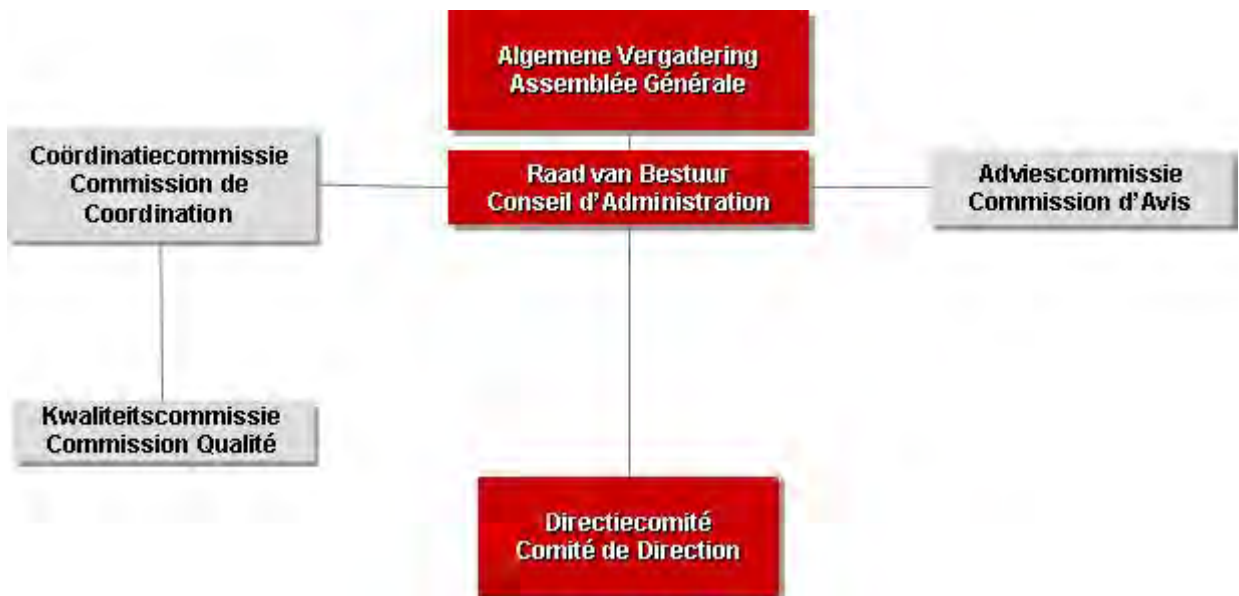 Algemene Vergadering
Assemblée Générale
Coördinatiecommissie
Commission de
Coordination
Raad van Bestuur
Conseil d'Administration
Adviescommissie
Commission d'Avis
Kwaliteitscommissie
Commission Qualité
Directiecomité
Comité de Direction